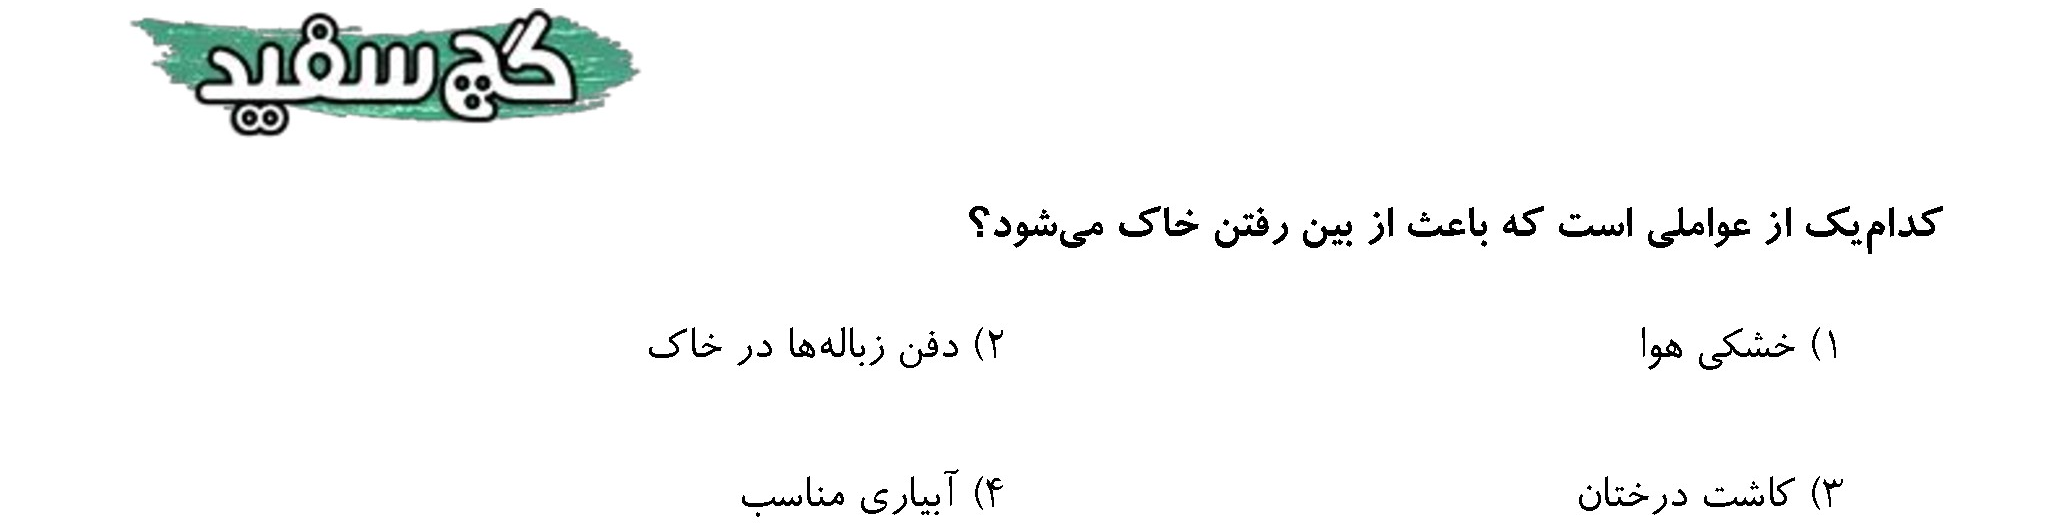 گچ سفید
کدام‌یک از عواملی است که باعث از بین رفتن خاک می‌شود؟
۱) خشکی هوا
۲) دفن زباله‌ها در خاک
۳) کاشت درختان
۴) آبیاری مناسب